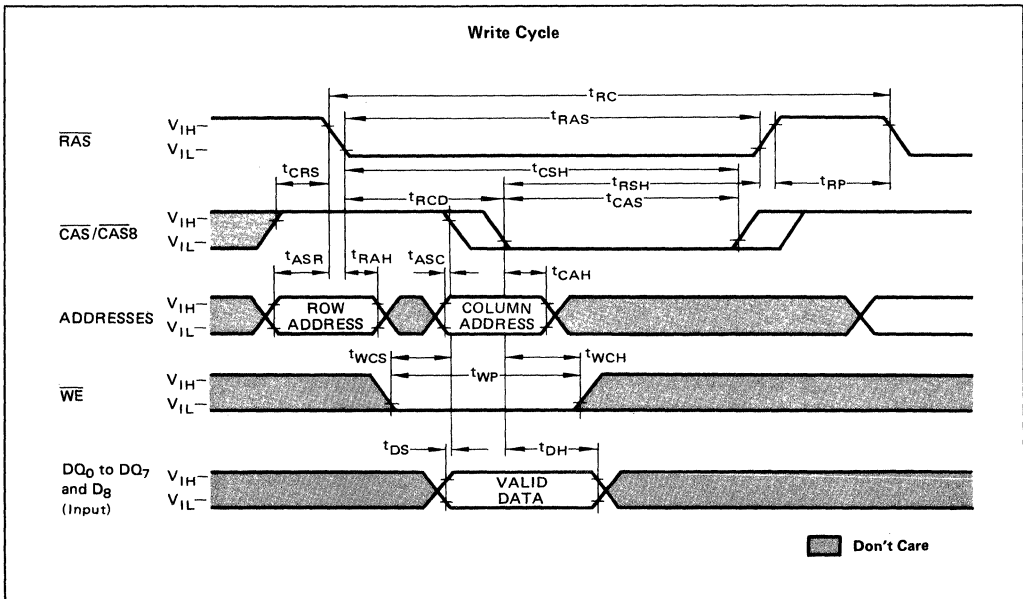 Write Cycle
tRC
RAS
VIH
VIL
tRAS
tCRS
tCSH
tRSH
tRP
tRCD
tCAS
CAS/CAS8
VIH
VIL
tASR
tRAH
tASC
tCAH
ADDRESSES
VIH
VIL
ROW
ADDRESS
COLUMN
ADDRESS
tWCS
tWCH
tWP
WE
VIH
VIL
tDS
tDH
DQ0 to DQ7
and D8
(Input)
VIH
VIL
VALID
DATA
Don't Care